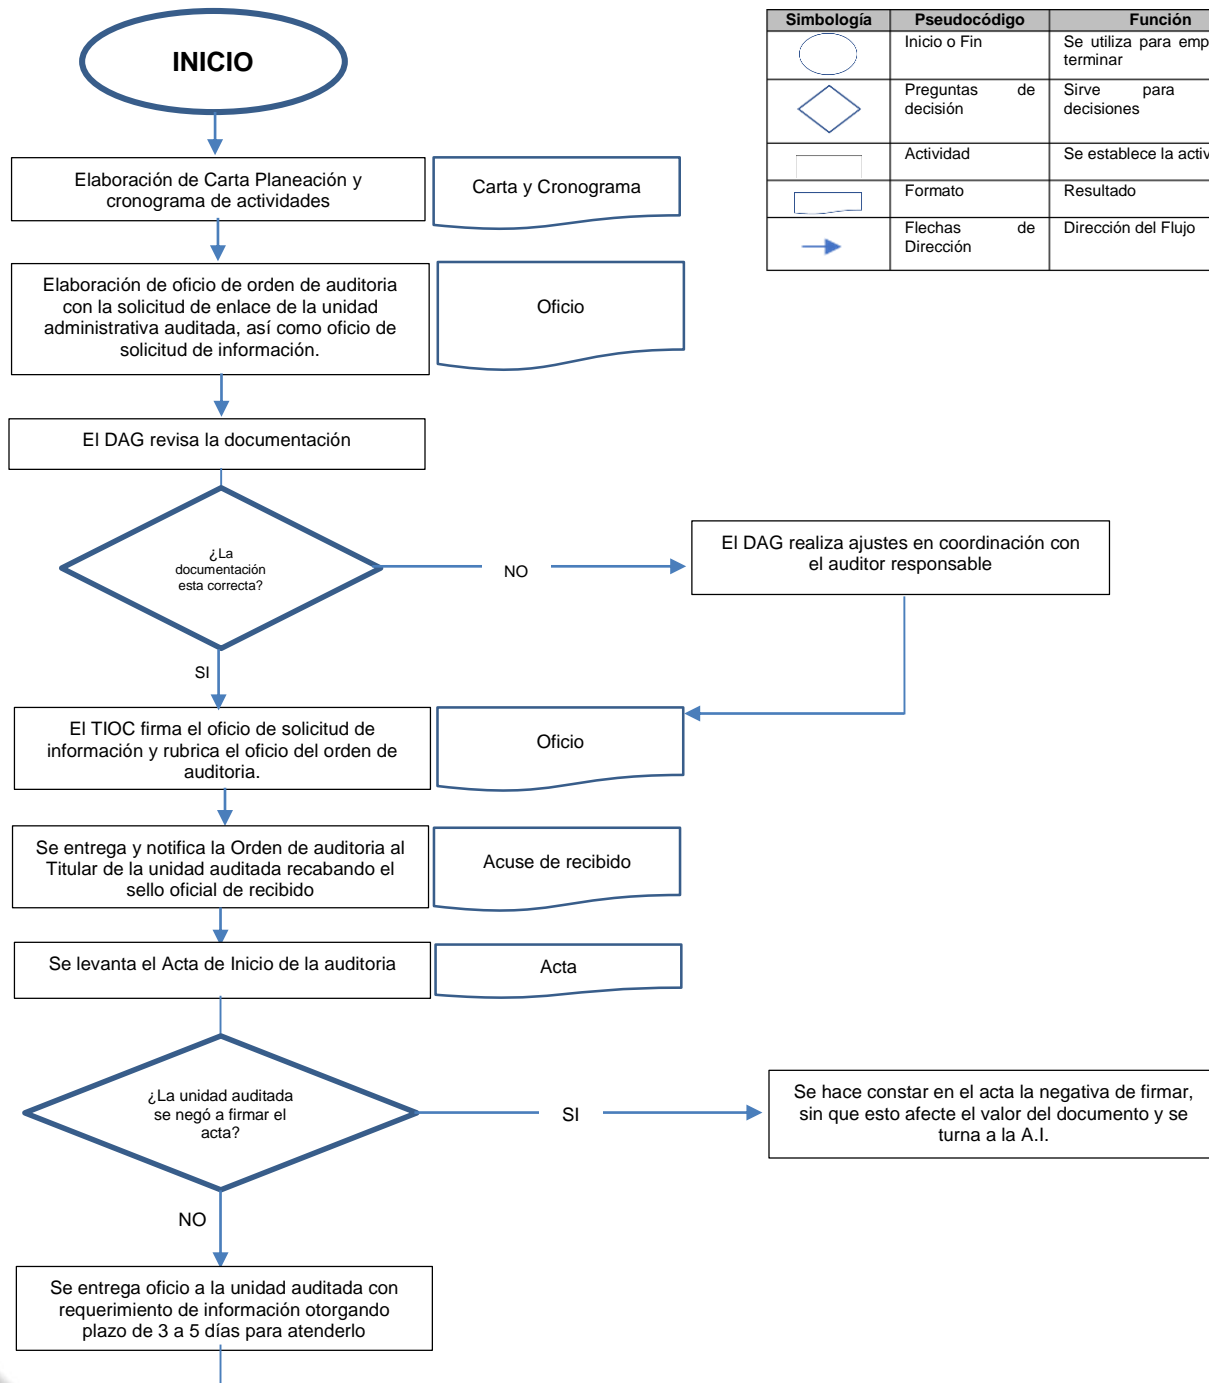 INICIO
Simbología Pseudocódigo Función
Inicio o Fin Se utiliza para
terminar
Preguntas de Sirve para
decisión decisiones
Actividad Se establece la
Formato Resultado
Flechas de Dirección del Flujo
Dirección
Elaboración de Carta Planeación y
cronograma de actividades
Carta y Cronograma
Elaboración de oficio de orden de auditoria
con la solicitud de enlace de la unidad
administrativa auditada, así como oficio de
solicitud de información.
Oficio
El DAG revisa la documentación
¿La
documentación
esta correcta?
NO
El DAG realiza ajustes en coordinación con
el auditor responsable
SI
El TIOC firma el oficio de solicitud de
información y rubrica el oficio del orden de
auditoria.
Oficio
Se entrega y notifica la Orden de auditoria al
Titular de la unidad auditada recabando el
sello oficial de recibido
Acuse de recibido
Se levanta el Acta de Inicio de la auditoria
Acta
¿La unidad auditada
se negó a firmar el
acta?
SI
Se hace constar en el acta la negativa de firmar,
sin que esto afecte el valor del documento y se
turna a la A.I.
NO
Se entrega oficio a la unidad auditada con
requerimiento de información otorgando
plazo de 3 a 5 días para atenderlo